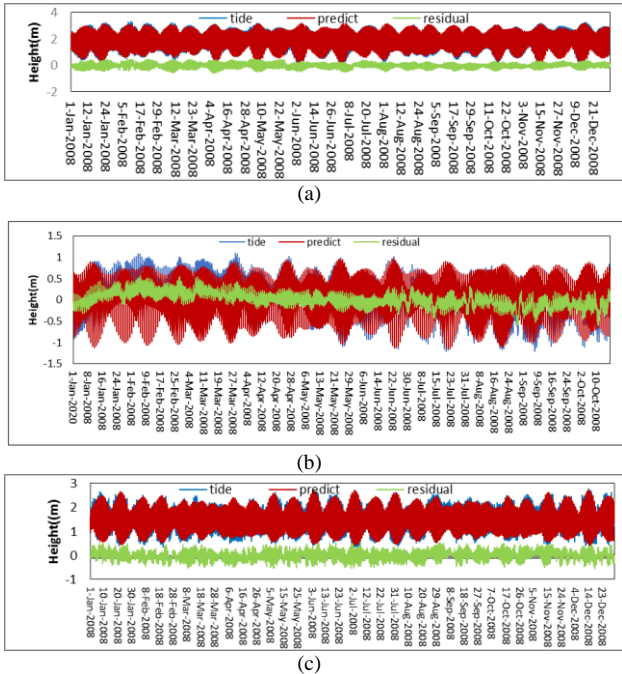 tide predict residual
Height(m)
4
2
0
-2
1-Jan-2008
12-Jan-2008
24-Jan-2008
5-Feb-2008
17-Feb-2008
29-Feb-2008
12-Mar-2008
23-Mar-2008
4-Apr-2008
16-Apr-2008
28-Apr-2008
10-May-2008
22-May-2008
2-Jun-2008
14-Jun-2008
26-Jun-2008
8-Jul-2008
20-Jul-2008
1-Aug-2008
12-Aug-2008
24-Aug-2008
5-Sep-2008
17-Sep-2008
29-Sep-2008
11-Oct-2008
22-Oct-2008
3-Nov-2008
15-Nov-2008
27-Nov-2008
9-Dec-2008
21-Dec-2008
(a)
tide predict residual
Height(m)
1.5
1
0.5
0
-0.5
-1
-1.5
1-Jan-2020
8-Jan-2008
16-Jan-2008
24-Jan-2008
1-Feb-2008
9-Feb-2008
17-Feb-2008
25-Feb-2008
4-Mar-2008
11-Mar-2008
19-Mar-2008
27-Mar-2008
4-Apr-2008
12-Apr-2008
20-Apr-2008
28-Apr-2008
6-May-2008
13-May-2008
21-May-2008
29-May-2008
6-Jun-2008
14-Jun-2008
22-Jun-2008
30-Jun-2008
8-Jul-2008
15-Jul-2008
23-Jul-2008
31-Jul-2008
8-Aug-2008
16-Aug-2008
24-Aug-2008
1-Sep-2008
9-Sep-2008
16-Sep-2008
24-Sep-2008
2-Oct-2008
10-Oct-2008
(b)
tide predict residual
Height((m)
3
2
1
0
-1
1-Jan-2008
10-Jan-2008
20-Jan-2008
30-Jan-2008
8-Feb-2008
18-Feb-2008
28-Feb-2008
8-Mar-2008
18-Mar-2008
28-Mar-2008
6-Apr-2008
16-Apr-2008
26-Apr-2008
5-May-2008
15-May-2008
25-May-2008
3-Jun-2008
13-Jun-2008
23-Jun-2008
2-Jul-2008
12-Jul-2008
22-Jul-2008
31-Jul-2008
10-Aug-2008
20-Aug-2008
29-Aug-2008
8-Sep-2008
18-Sep-2008
27-Sep-2008
7-Oct-2008
17-Oct-2008
26-Oct-2008
5-Nov-2008
15-Nov-2008
24-Nov-2008
4-Dec-2008
14-Dec-2008
23-Dec-2008
(c)